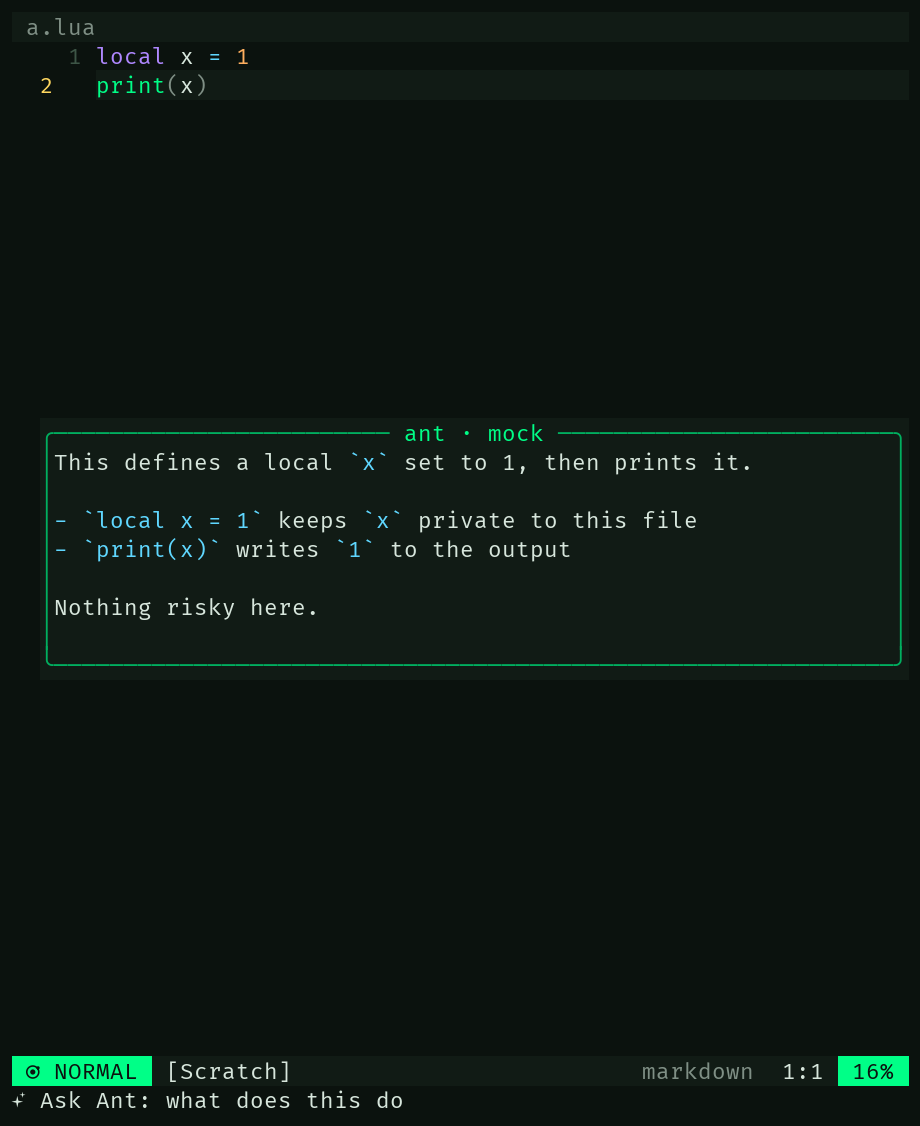 a.lua
1 local x = 1
2 print(x)
ant · mock
This defines a local `x` set to 1, then prints it.
- `local x = 1` keeps `x` private to this file
- `print(x)` writes `1` to the output
Nothing risky here.
NORMAL [Scratch] markdown 1:1 16%
Ask Ant: what does this do